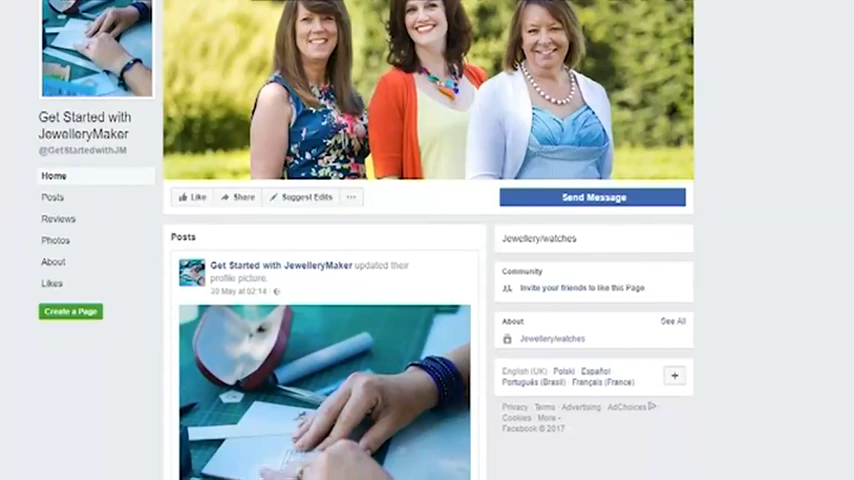 Get Started with
JewelleryMaker
@GetStartedwithJM
Home
Posts
Reviews
Photos
About
Likes
Create a Page
Like
Share
Suggest Edits
Send Message
Posts
Get Started with JewelleryMaker updated their
profile picture.
30 May at 02:14
Jewellery/watches
Community
Invite your friends to like this Page
About
See All
Jewellery/watches
English (UK) · Polski · Español
Português (Brasil) · Français (France)
Privacy · Terms · Advertising · AdChoices
Cookies · More
Facebook © 2017